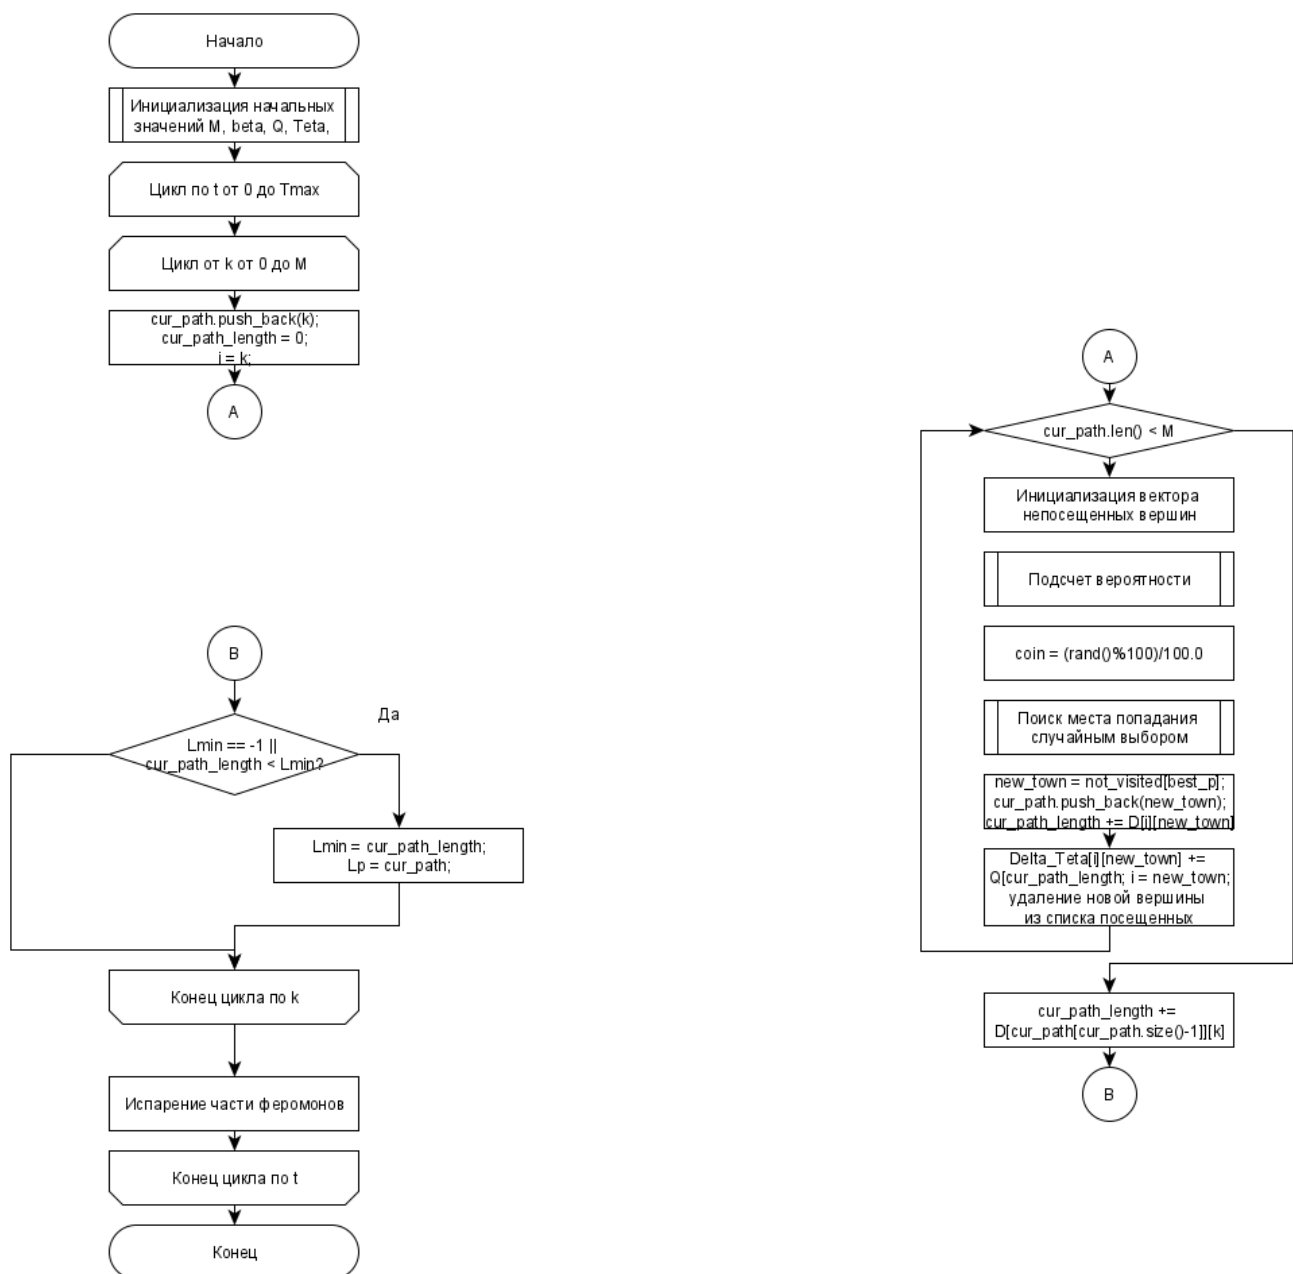 Начало
Инициализация начальных
значений M, beta, Q, Teta,
Цикл по t от 0 до Tmax
Цикл от k от 0 до M
cur_path.push_back(k);
cur_path_length = 0;
i = k;
A
A
cur_path.len() < M
Инициализация вектора
непосещенных вершин
Подсчет вероятности
coin = (rand()%100)/100.0
Поиск места попадания
случайным выбором
new_town = not_visited[best_p];
cur_path.push_back(new_town);
cur_path_length += D[i][new_town]
Delta_Teta[i][new_town] +=
Q[cur_path_length; i = new_town;
удаление новой вершины
из списка посещенных
cur_path_length +=
D[cur_path[cur_path.size()-1]][k]
B
B
Да
Lmin == -1 ||
cur_path_length < Lmin?
Lmin = cur_path_length;
Lp = cur_path;
Конец цикла по k
Испарение части феромонов
Конец цикла по t
Конец